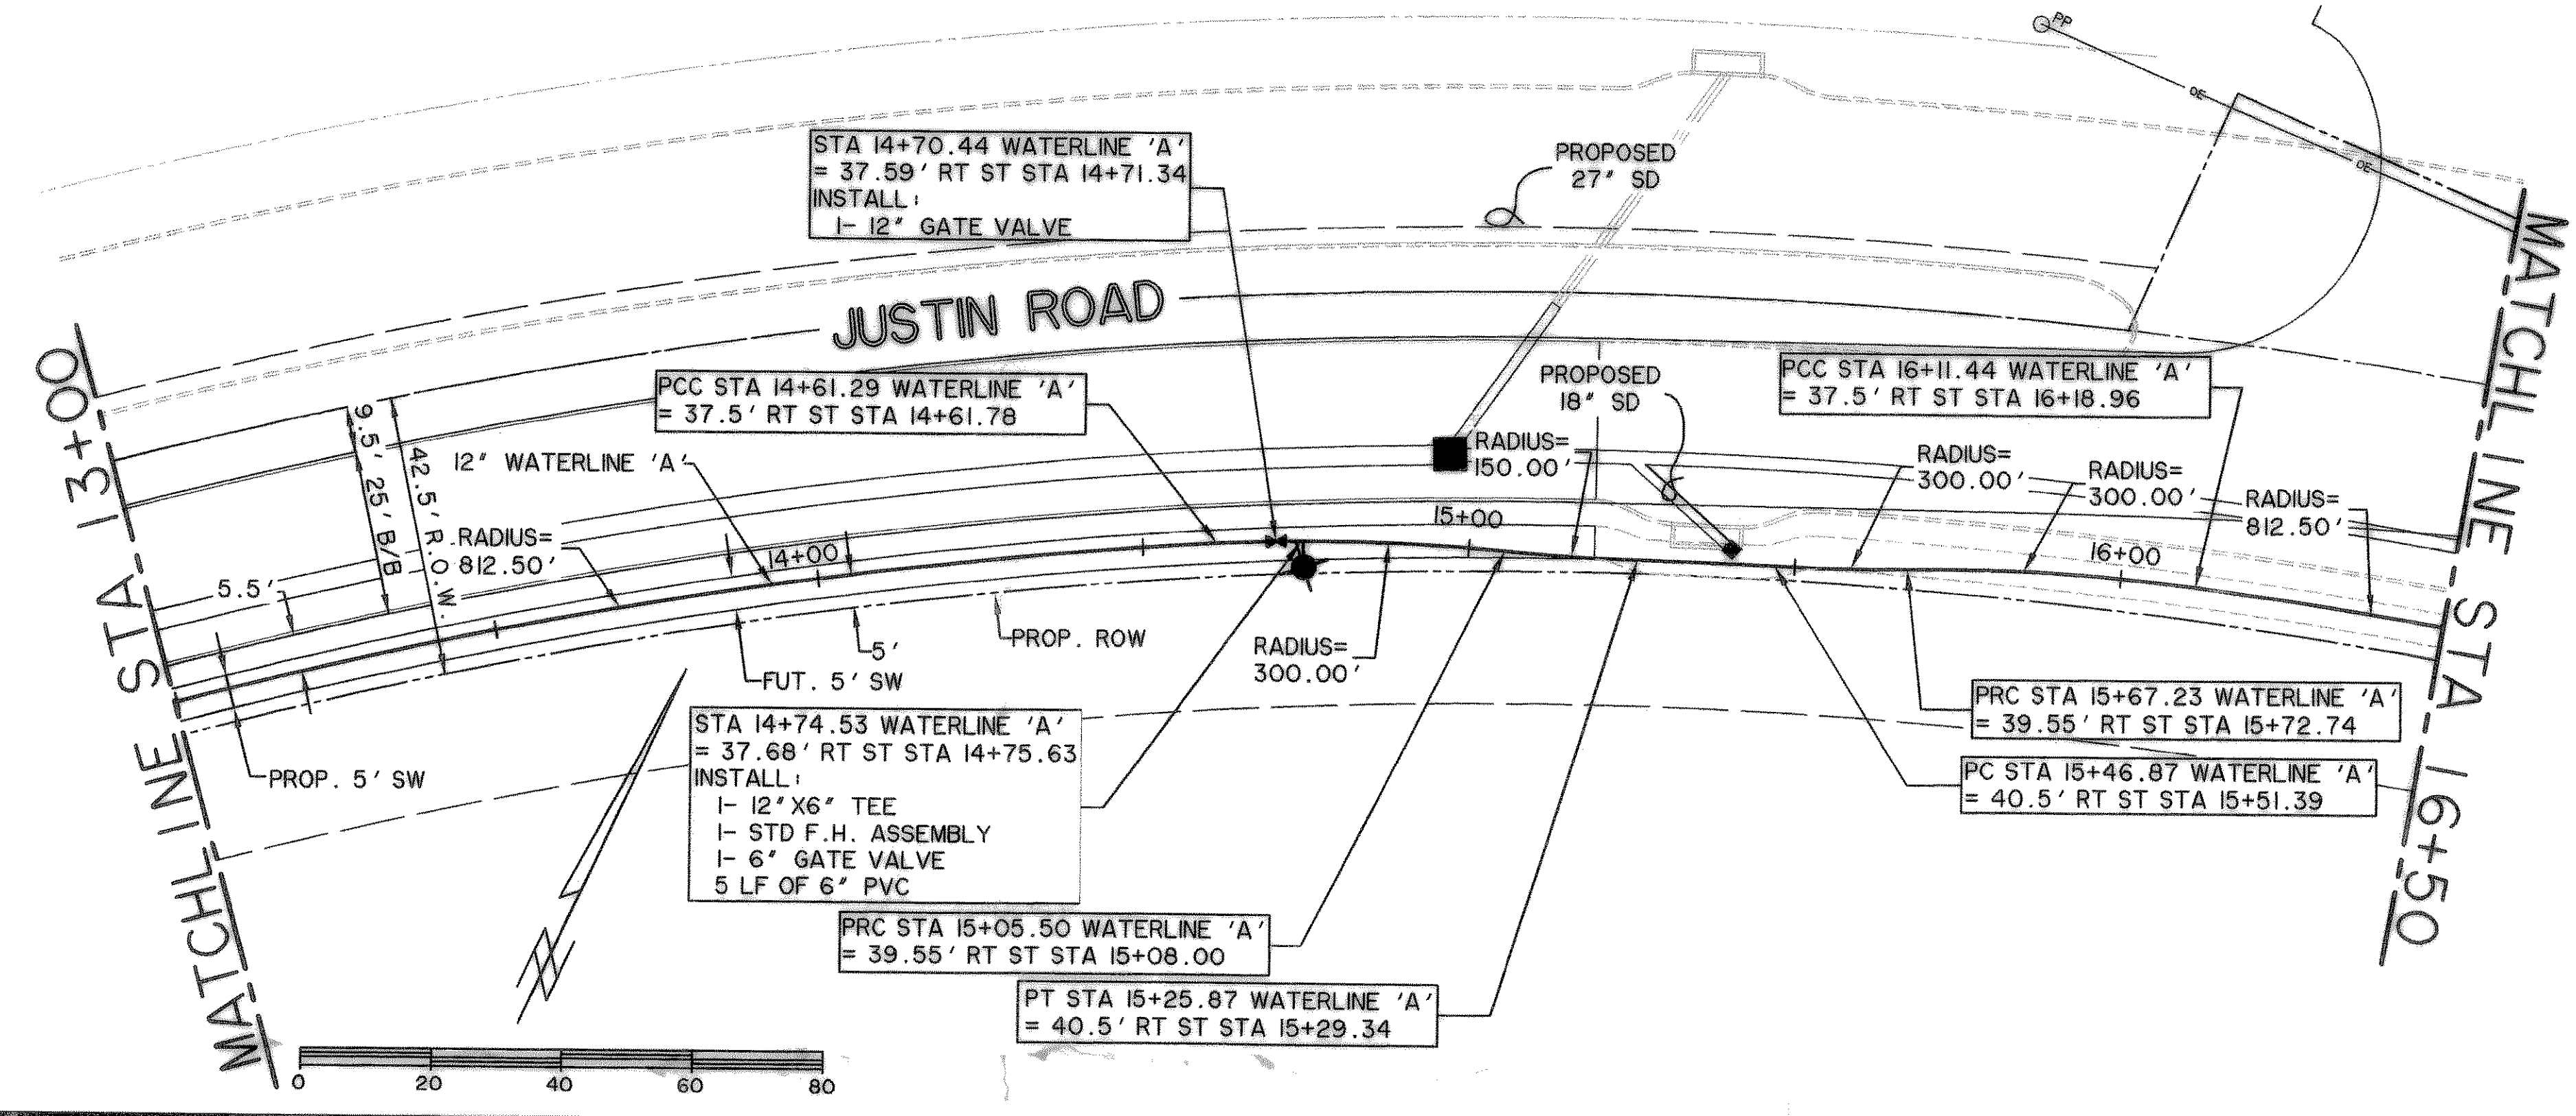 PP
OE
OE
STA 14+70.44 WATERLINE 'A'
= 37.59' RT ST STA 14+71.34
INSTALL:
1- 12" GATE VALVE
PROPOSED
27" SD
JUSTIN ROAD
MATCHLINE STA 13+00
MATCHLINE STA 16+50
PCC STA 14+61.29 WATERLINE 'A'
= 37.5' RT ST STA 14+61.78
PROPOSED
18" SD
PCC STA 16+11.44 WATERLINE 'A'
= 37.5' RT ST STA 16+18.96
9.5'
25' B/B
42.5' R.O.W.
12" WATERLINE 'A'
RADIUS=
150.00'
RADIUS=
300.00'
RADIUS=
300.00'
RADIUS=
812.50'
RADIUS=
812.50'
5.5'
14+00
15+00
16+00
PROP. ROW
5'
FUT. 5' SW
RADIUS=
300.00'
PROP. 5' SW
STA 14+74.53 WATERLINE 'A'
= 37.68' RT ST STA 14+75.63
INSTALL:
1- 12"X6" TEE
1- STD F.H. ASSEMBLY
1- 6" GATE VALVE
5 LF OF 6" PVC
PRC STA 15+67.23 WATERLINE 'A'
= 39.55' RT ST STA 15+72.74
PC STA 15+46.87 WATERLINE 'A'
= 40.5' RT ST STA 15+51.39
PRC STA 15+05.50 WATERLINE 'A'
= 39.55' RT ST STA 15+08.00
PT STA 15+25.87 WATERLINE 'A'
= 40.5' RT ST STA 15+29.34
0 20 40 60 80